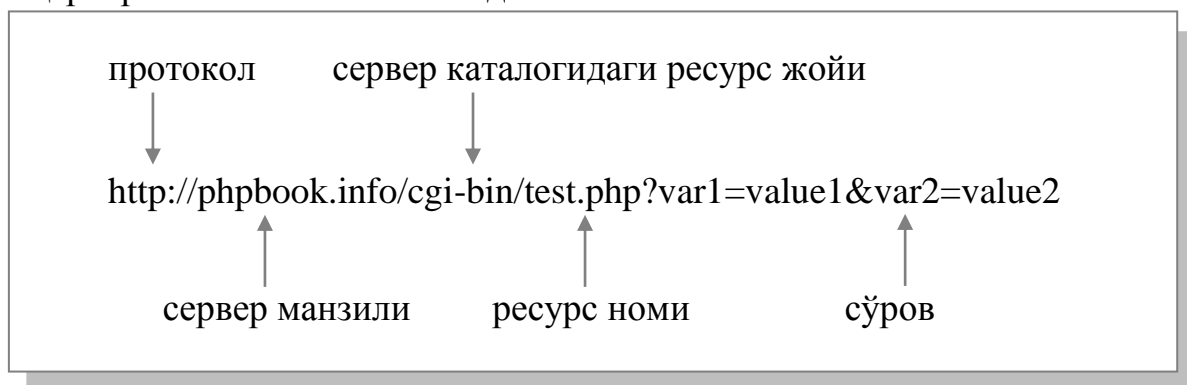 протокол сервер каталогидаги ресурс жойи
http://phpbook.info/cgi-bin/test.php?var1=value1&var2=value2
сервер манзили ресурс номи сўров